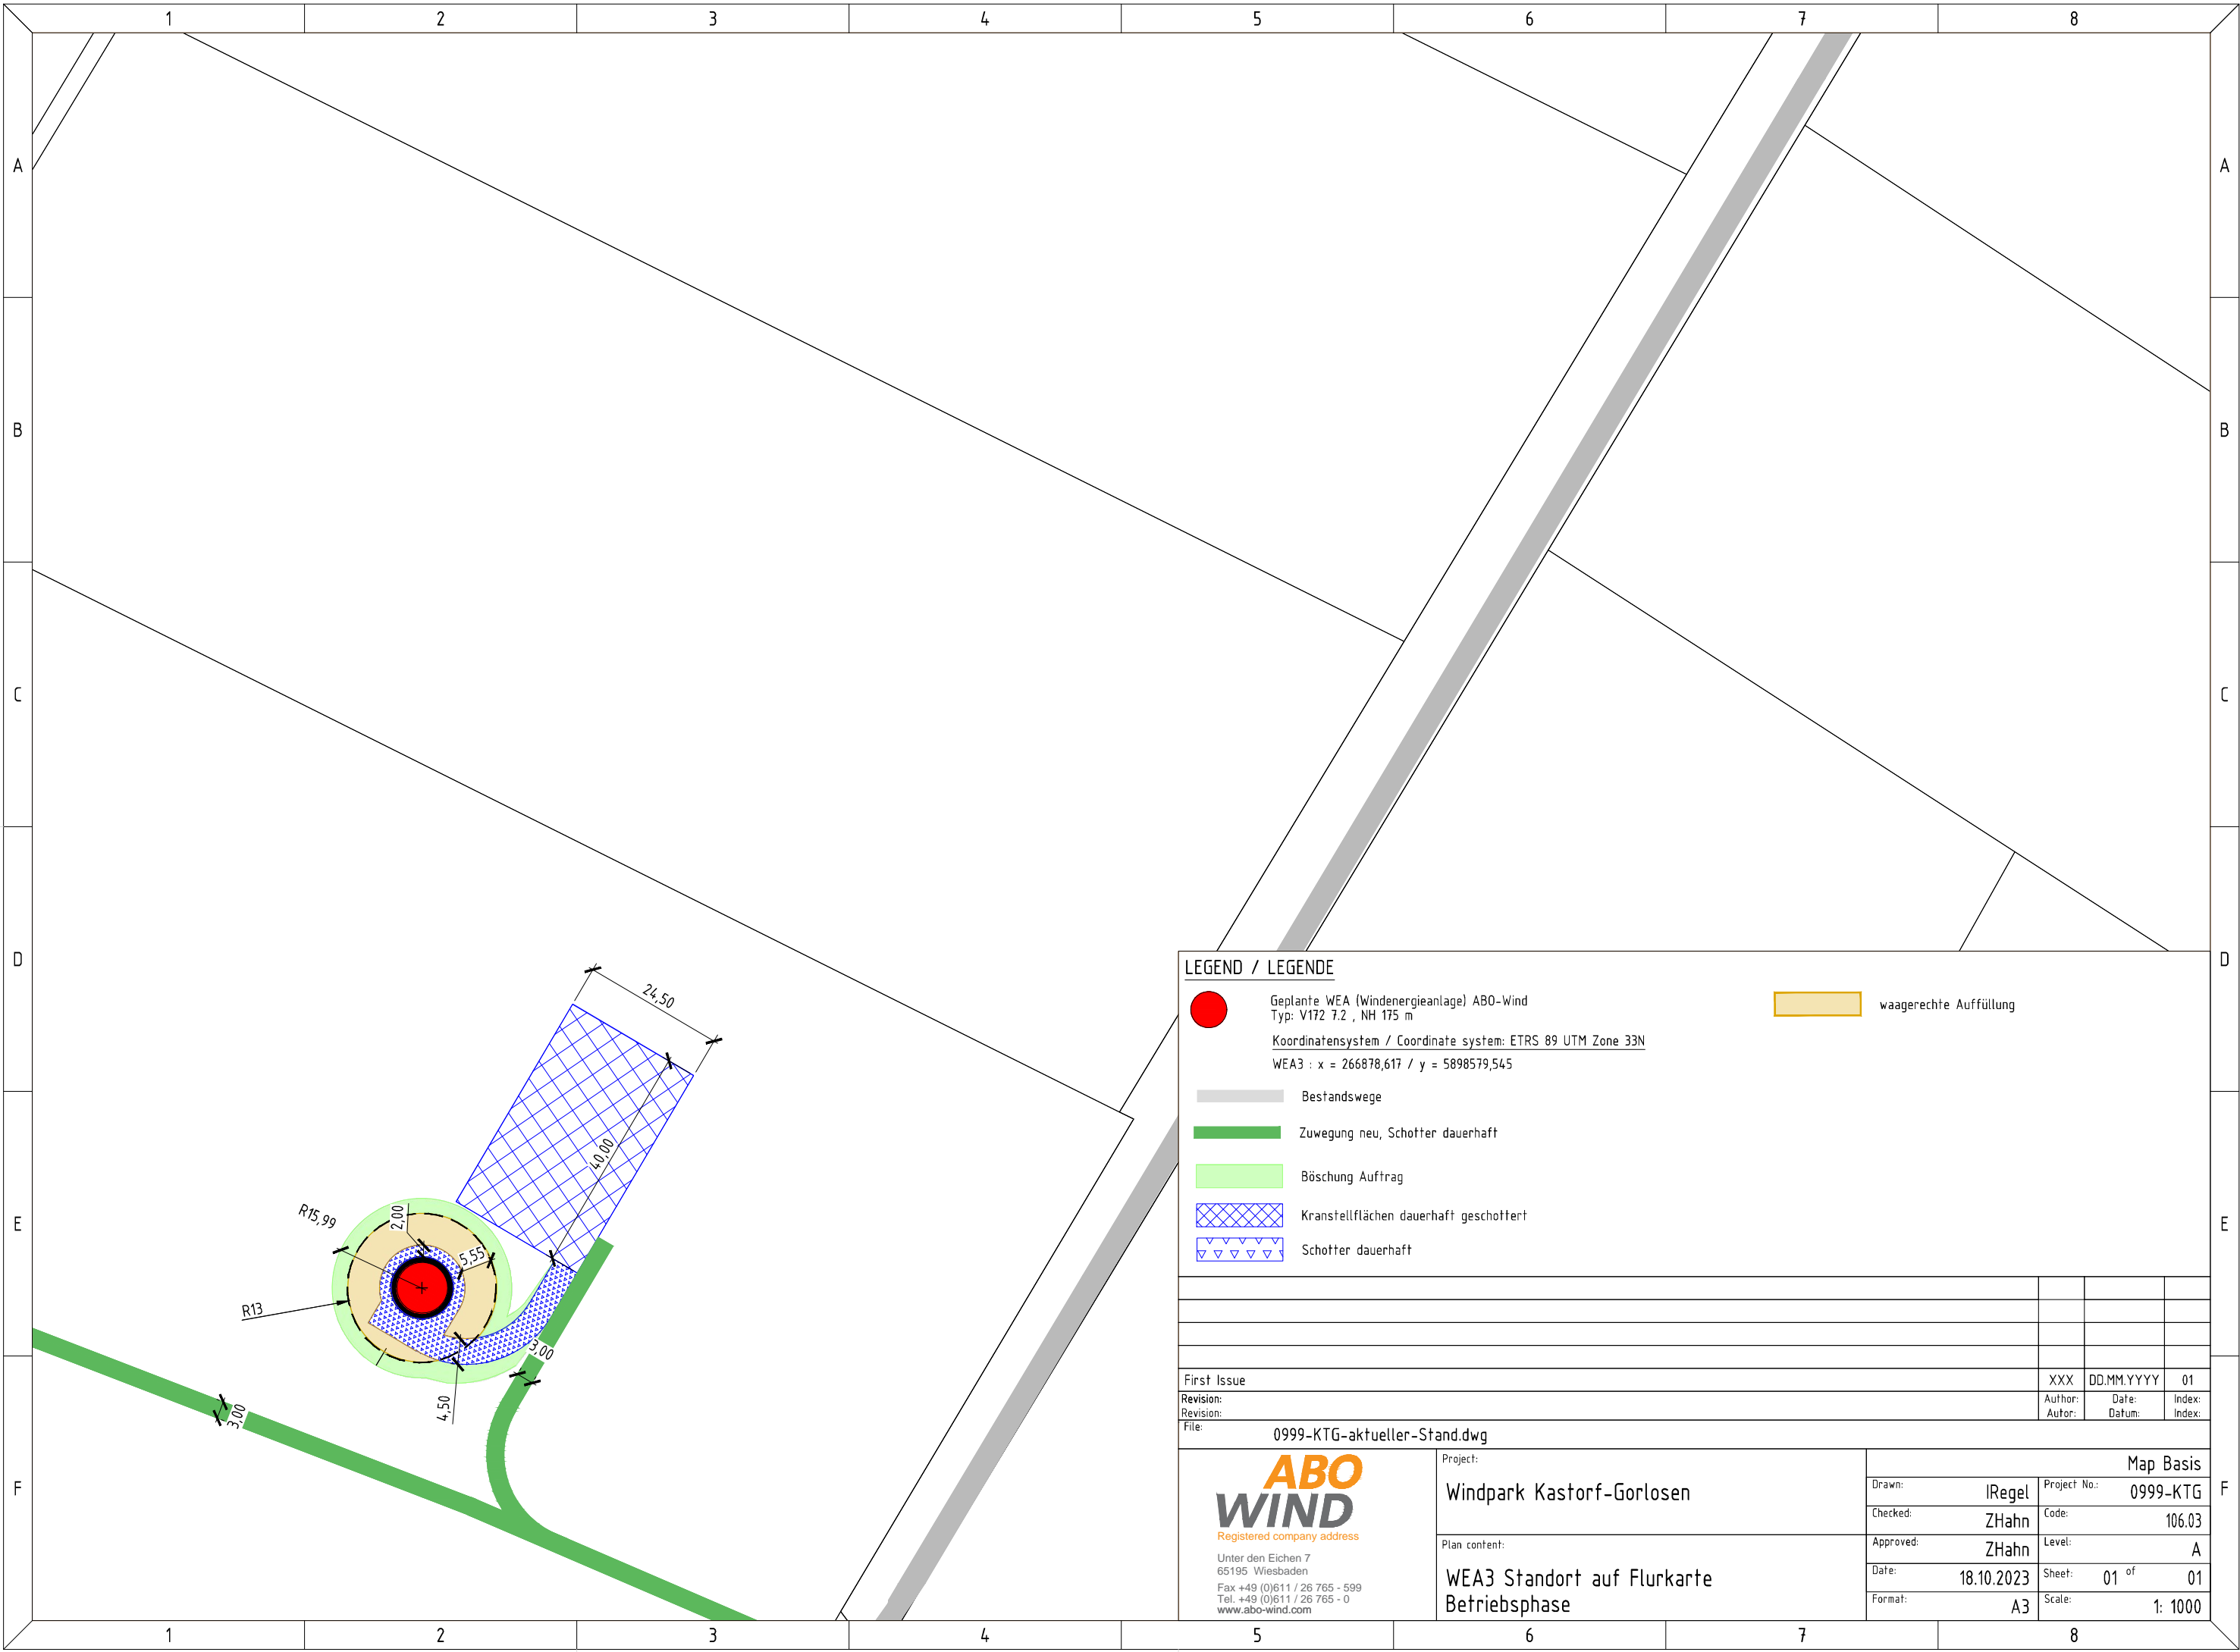 1 2 3 4 5 6 7 8
A A
B B
C C
D D
E E
F F
24,50
40,00
R15,99
2,00
5,55
R13
3,00
4,50
3,00
LEGEND / LEGENDE
Geplante WEA (Windenergieanlage) ABO-Wind
Typ: V172 7.2 , NH 175 m
waagerechte Auffüllung
Koordinatensystem / Coordinate system: ETRS 89 UTM Zone 33N
WEA3 : x = 266878,617 / y = 5898579,545
Bestandswege
Zuwegung neu, Schotter dauerhaft
Böschung Auftrag
Kranstellflächen dauerhaft geschottert
Schotter dauerhaft
First Issue XXX DD.MM.YYYY 01
Revision: Author: Date: Index:
Revision: Autor: Datum: Index:
File: 0999-KTG-aktueller-Stand.dwg
ABO
WIND
Registered company address
Unter den Eichen 7
65195 Wiesbaden
Fax +49 (0)611 / 26 765 - 599
Tel. +49 (0)611 / 26 765 - 0
www.abo-wind.com
Project:
Windpark Kastorf-Gorlosen
Plan content:
WEA3 Standort auf Flurkarte
Betriebsphase
Map Basis
Drawn: IRegel Project No.: 0999-KTG
Checked: ZHahn Code: 106.03
Approved: ZHahn Level: A
Date: 18.10.2023 Sheet: 01 of 01
Format: A3 Scale: 1: 1000
1 2 3 4 5 6 7 8